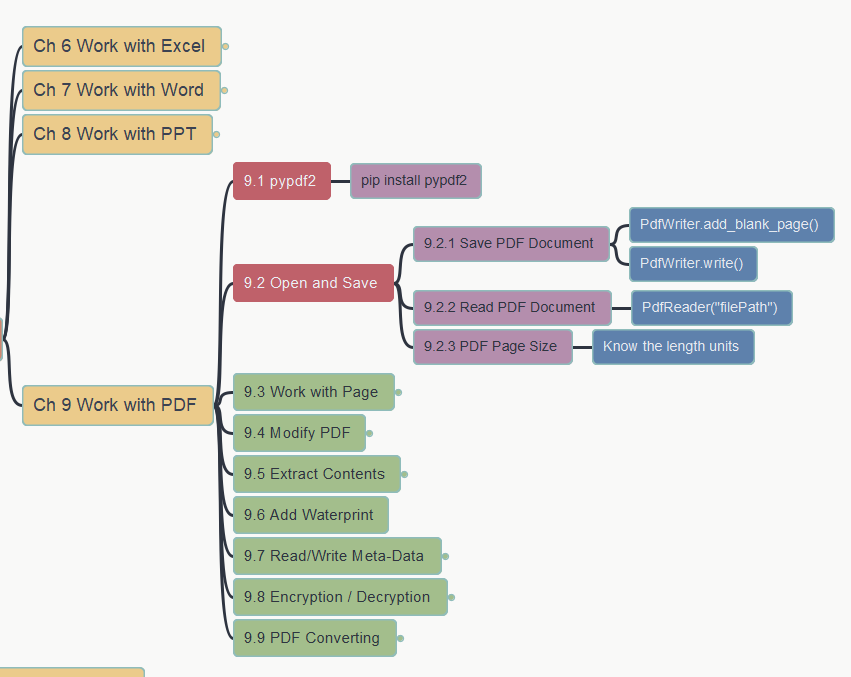 Ch 6 Work with Excel
Ch 7 Work with Word
Ch 8 Work with PPT
Ch 9 Work with PDF
9.1 pypdf2
pip install pypdf2
9.2 Open and Save
9.2.1 Save PDF Document
PdfWriter.add_blank_page()
PdfWriter.write()
9.2.2 Read PDF Document
PdfReader("filePath")
9.2.3 PDF Page Size
Know the length units
9.3 Work with Page
9.4 Modify PDF
9.5 Extract Contents
9.6 Add Waterprint
9.7 Read/Write Meta-Data
9.8 Encryption / Decryption
9.9 PDF Converting